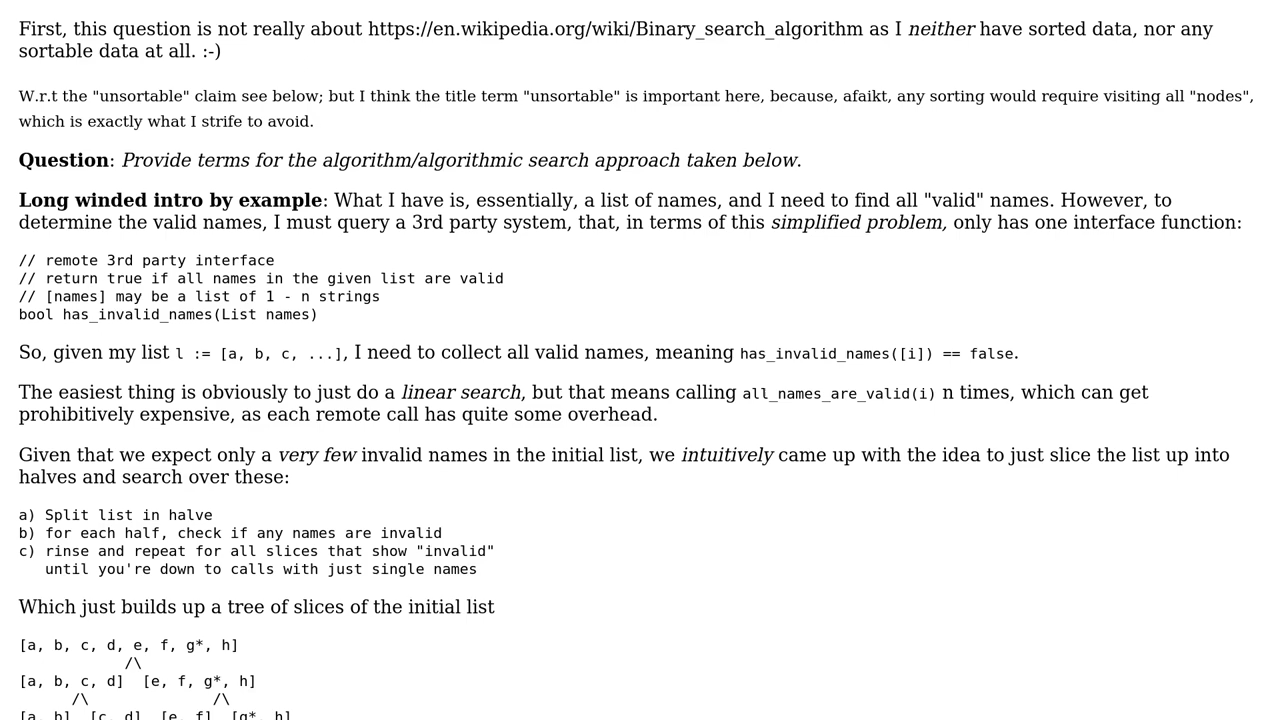 First, this question is not really about https://en.wikipedia.org/wiki/Binary_search_algorithm as I neither have sorted data, nor any
sortable data at all. :-)
W.r.t the "unsortable" claim see below; but I think the title term "unsortable" is important here, because, afaikt, any sorting would require visiting all "nodes",
which is exactly what I strife to avoid.
Question: Provide terms for the algorithm/algorithmic search approach taken below.
Long winded intro by example: What I have is, essentially, a list of names, and I need to find all "valid" names. However, to
determine the valid names, I must query a 3rd party system, that, in terms of this simplified problem, only has one interface function:
// remote 3rd party interface
// return true if all names in the given list are valid
// [names] may be a list of 1 - n strings
bool has_invalid_names(List names)
So, given my list l := [a, b, c, ...], I need to collect all valid names, meaning has_invalid_names([i]) == false.
The easiest thing is obviously to just do a linear search, but that means calling all_names_are_valid(i) n times, which can get
prohibitively expensive, as each remote call has quite some overhead.
Given that we expect only a very few invalid names in the initial list, we intuitively came up with the idea to just slice the list up into
halves and search over these:
a) Split list in halve
b) for each half, check if any names are invalid
c) rinse and repeat for all slices that show "invalid"
   until you're down to calls with just single names
Which just builds up a tree of slices of the initial list
[a, b, c, d, e, f, g*, h]
            /\
[a, b, c, d]  [e, f, g*, h]
      /\              /\
[a, b]  [c, d]  [e, f]  [g*, h]